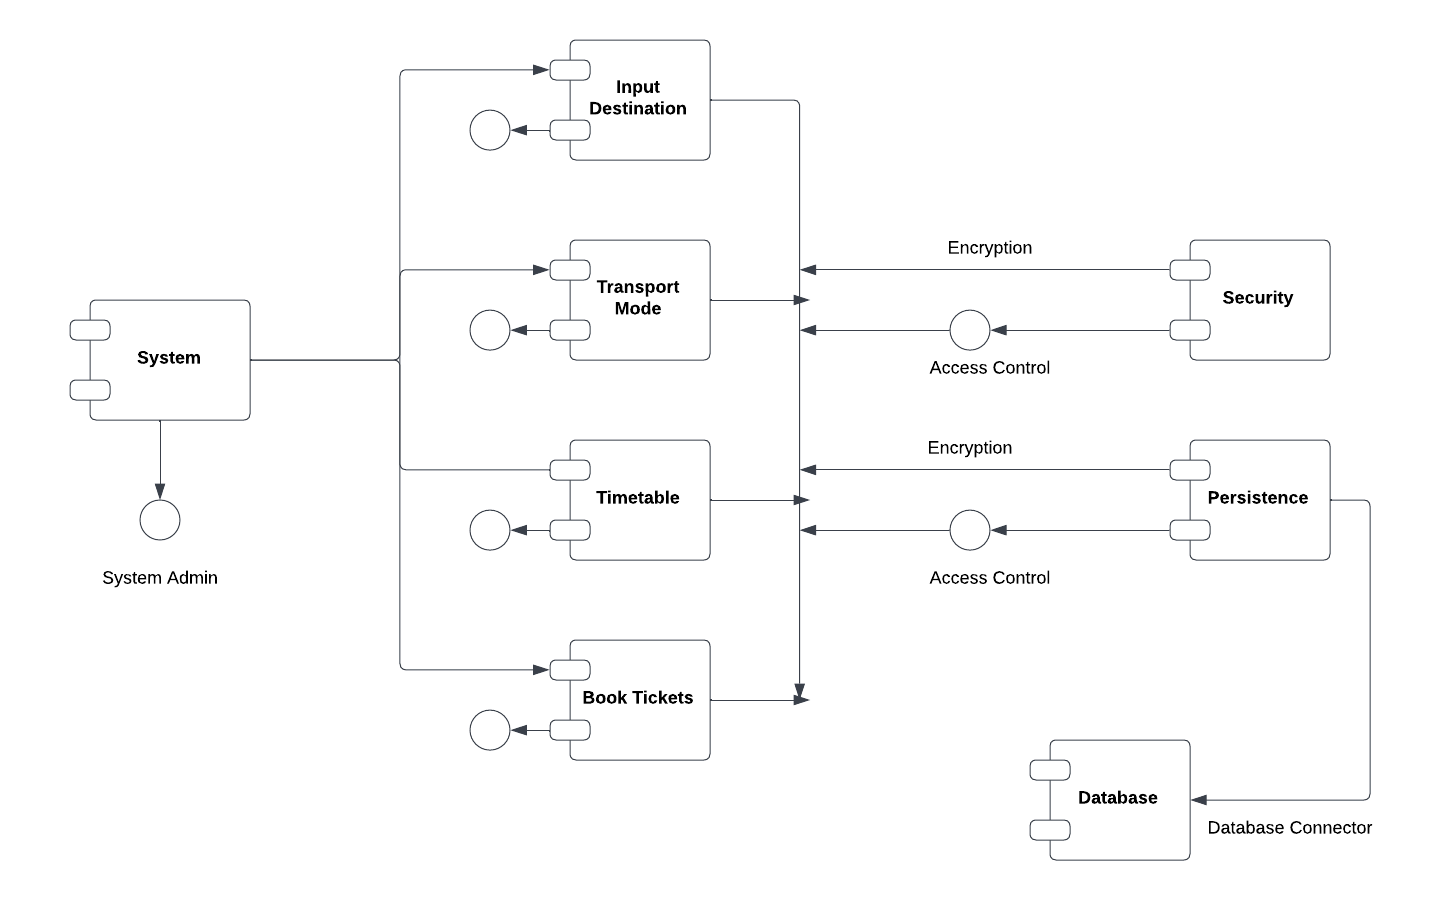 Input
Destination
Encryption
Transport
Mode
Security
System
Access Control
Encryption
Timetable
Persistence
System Admin
Access Control
Book Tickets
Database
Database Connector